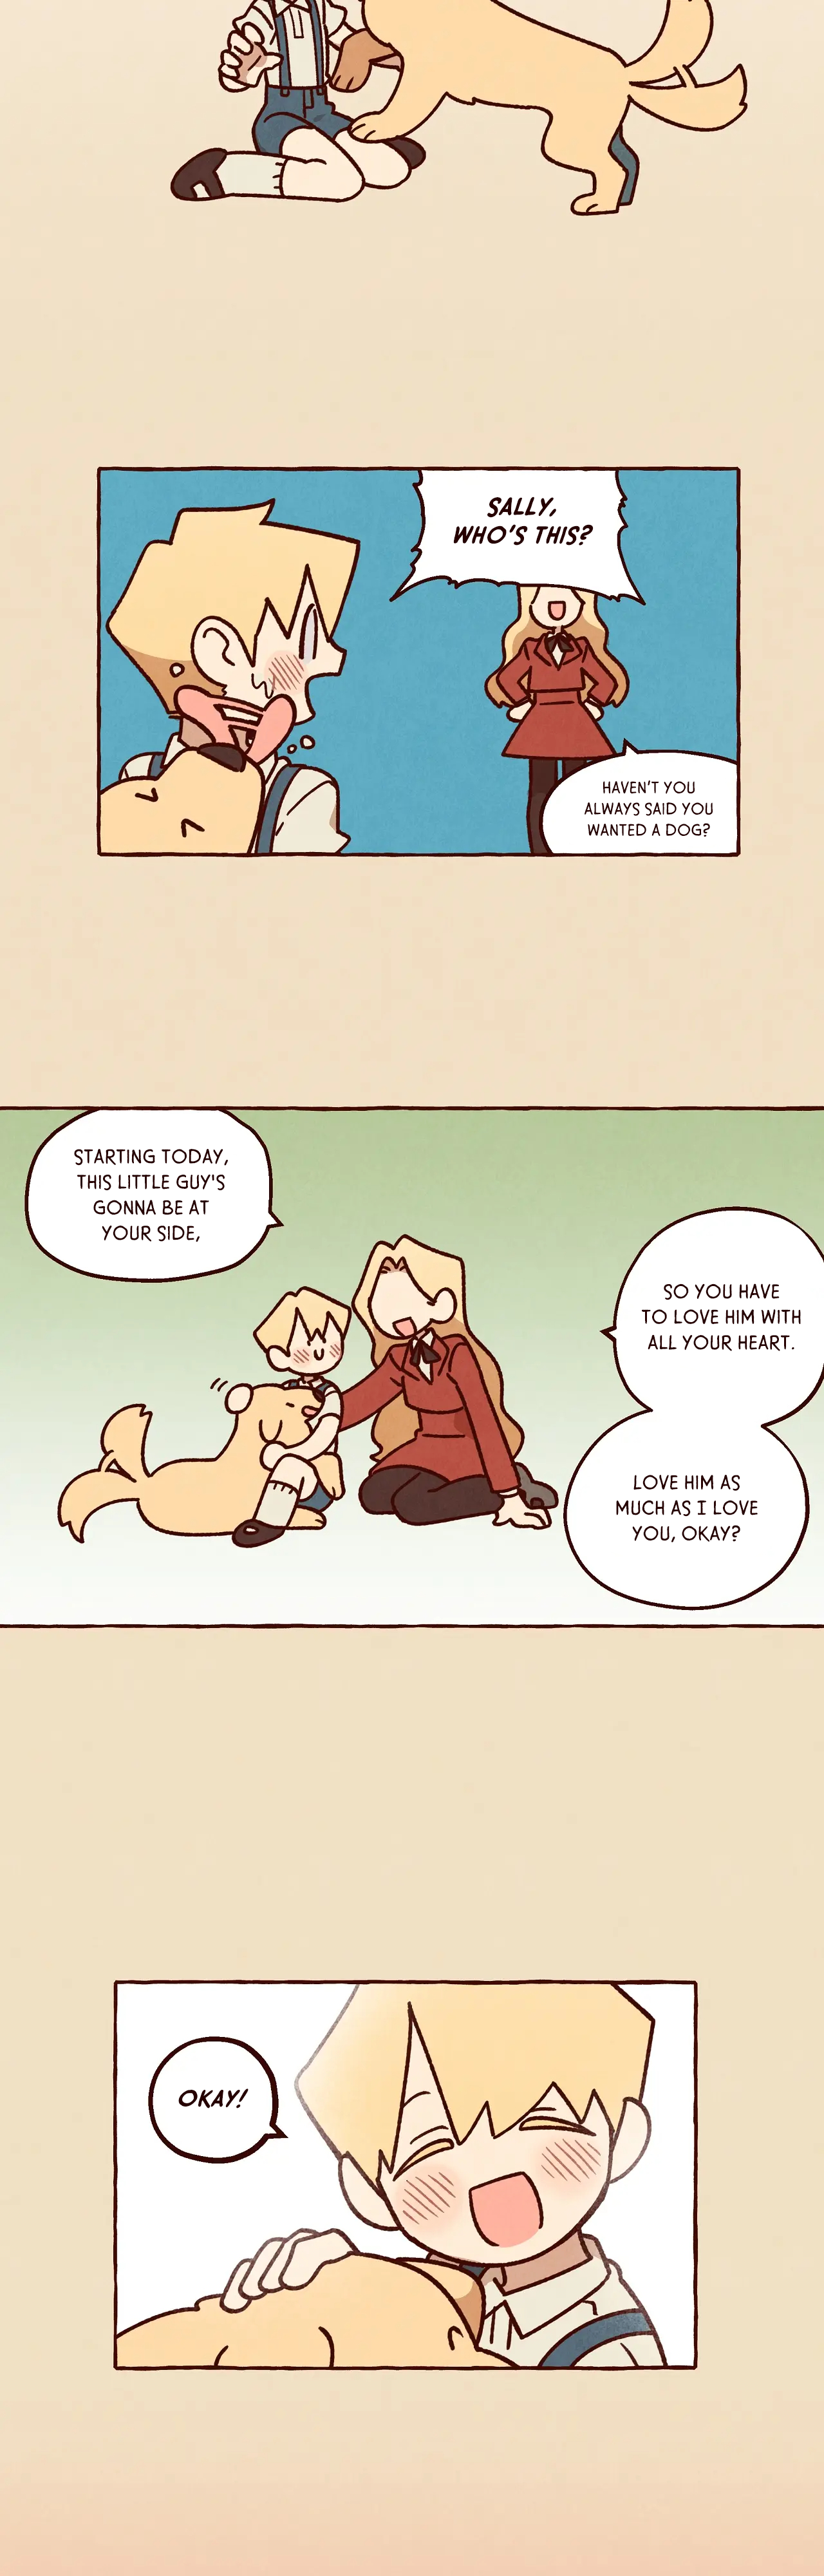 SALLY,
WHO'S THIS?
HAVEN'T YOU
ALWAYS SAID YOU
WANTED A DOG?
STARTING TODAY,
THIS LITTLE GUY'S
GONNA BE AT
YOUR SIDE,
SO YOU HAVE
TO LOVE HIM WITH
ALL YOUR HEART.
LOVE HIM AS
MUCH AS I LOVE
YOU, OKAY?
OKAY!